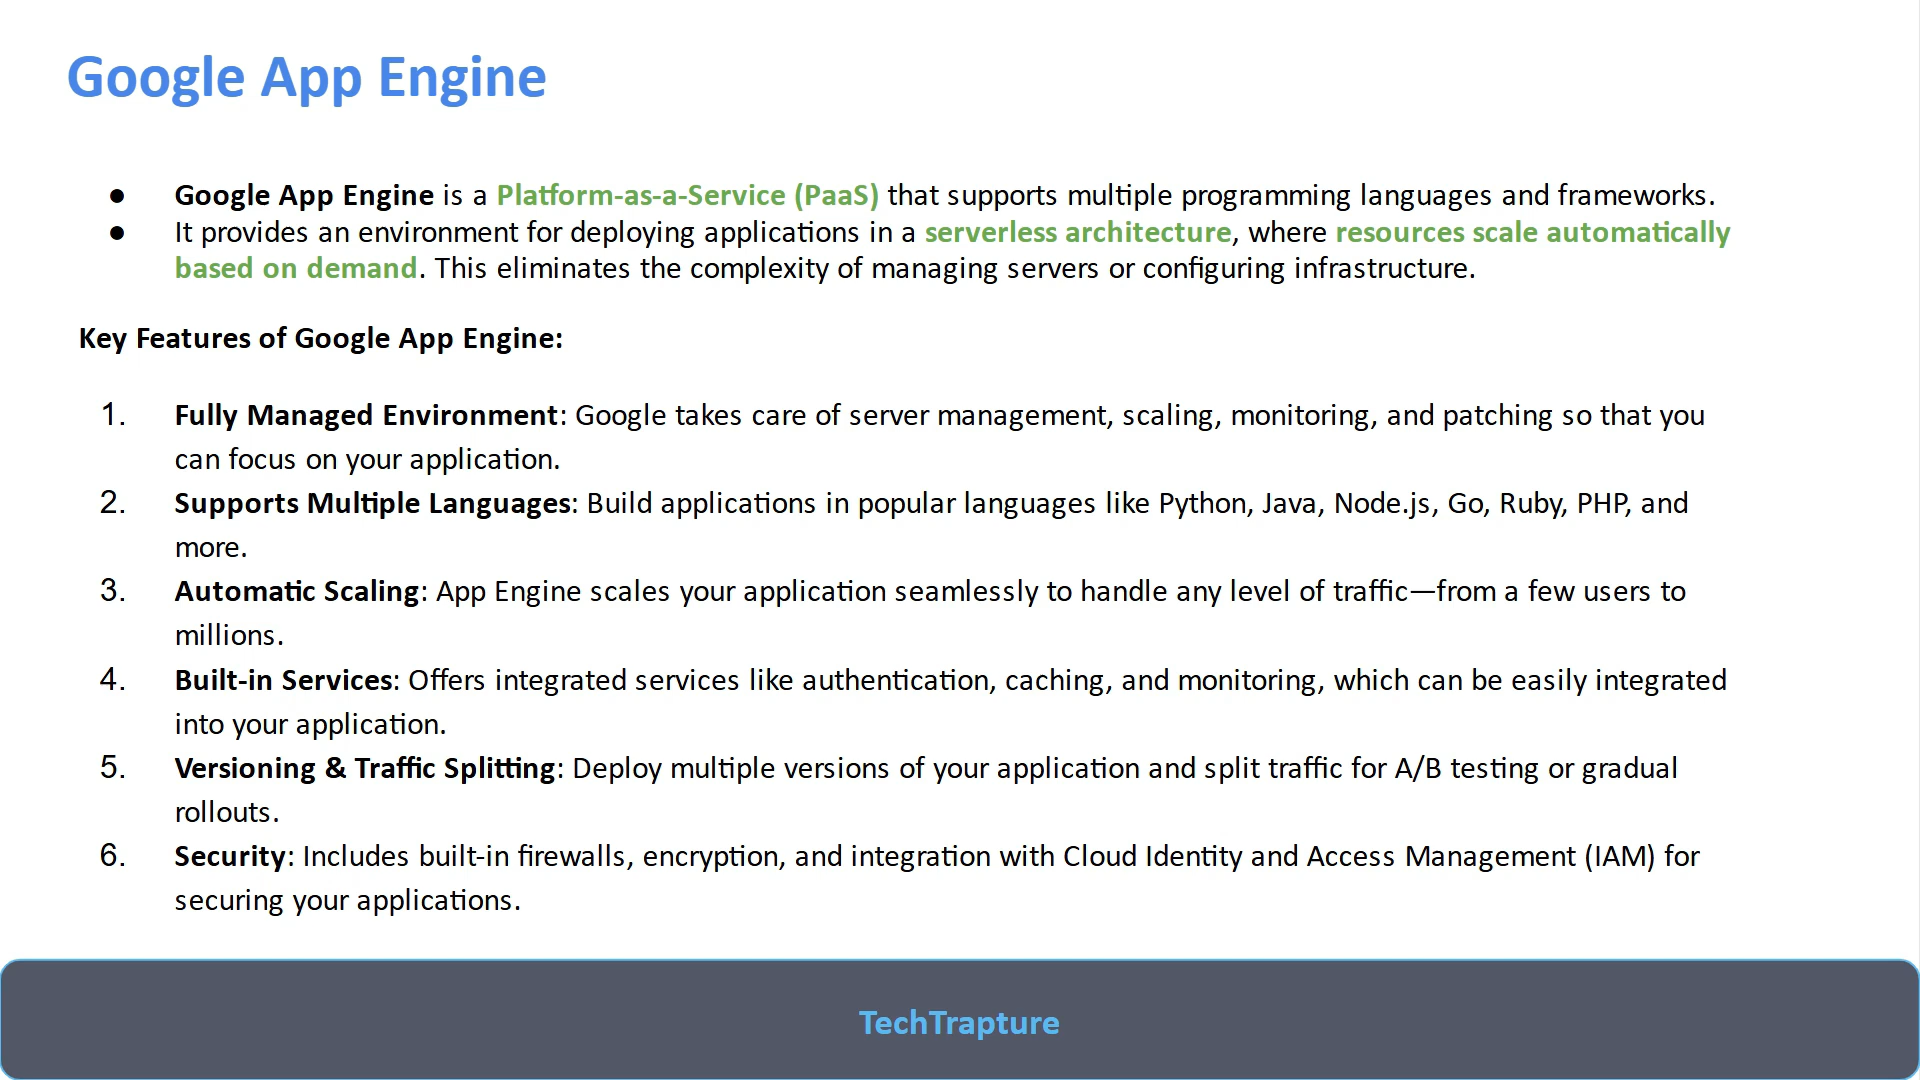 Google App Engine
● Google App Engine is a Platform-as-a-Service (PaaS) that supports multiple programming languages and frameworks.
● It provides an environment for deploying applications in a serverless architecture, where resources scale automatically
based on demand. This eliminates the complexity of managing servers or configuring infrastructure.
Key Features of Google App Engine:
1. Fully Managed Environment: Google takes care of server management, scaling, monitoring, and patching so that you
can focus on your application.
2. Supports Multiple Languages: Build applications in popular languages like Python, Java, Node.js, Go, Ruby, PHP, and
more.
3. Automatic Scaling: App Engine scales your application seamlessly to handle any level of traffic—from a few users to
millions.
4. Built-in Services: Offers integrated services like authentication, caching, and monitoring, which can be easily integrated
into your application.
5. Versioning & Traffic Splitting: Deploy multiple versions of your application and split traffic for A/B testing or gradual
rollouts.
6. Security: Includes built-in firewalls, encryption, and integration with Cloud Identity and Access Management (IAM) for
securing your applications.
TechTrapture